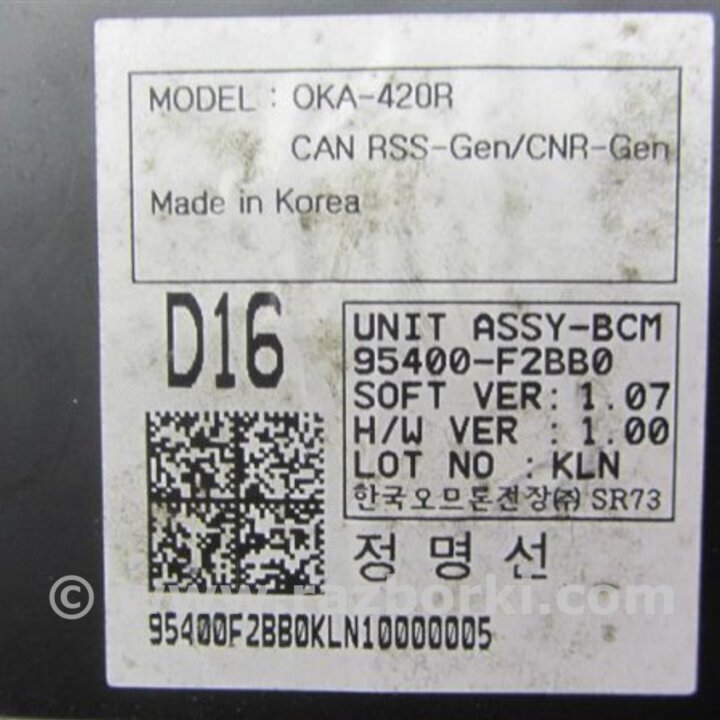 MODEL : OKA-420R
CAN RSS-Gen/CNR-Gen
Made in Korea
D16
UNIT ASSY-BCM
95400-F2BB0
SOFT VER: 1.07
H/W VER : 1.00
LOT NO : KLN
한국오므론전장㈜ SR73
정명선
© www.razborki.com
95400F2BB0KLN10000005